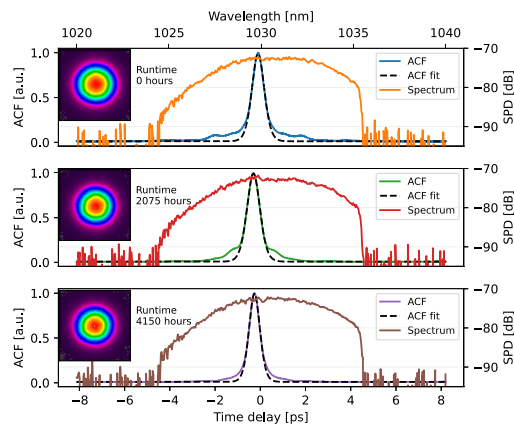 Wavelength [nm]
1020 1025 1030 1035 1040
ACF [a.u.]
1.0
0.5
0.0
Runtime
0 hours
ACF
ACF fit
Spectrum
−70
−80
−90
SPD [dB]
ACF [a.u.]
1.0
0.5
0.0
Runtime
2075 hours
ACF
ACF fit
Spectrum
−70
−80
−90
SPD [dB]
ACF [a.u.]
1.0
0.5
0.0
Runtime
4150 hours
ACF
ACF fit
Spectrum
−70
−80
−90
SPD [dB]
−8 −6 −4 −2 0 2 4 6 8
Time delay [ps]